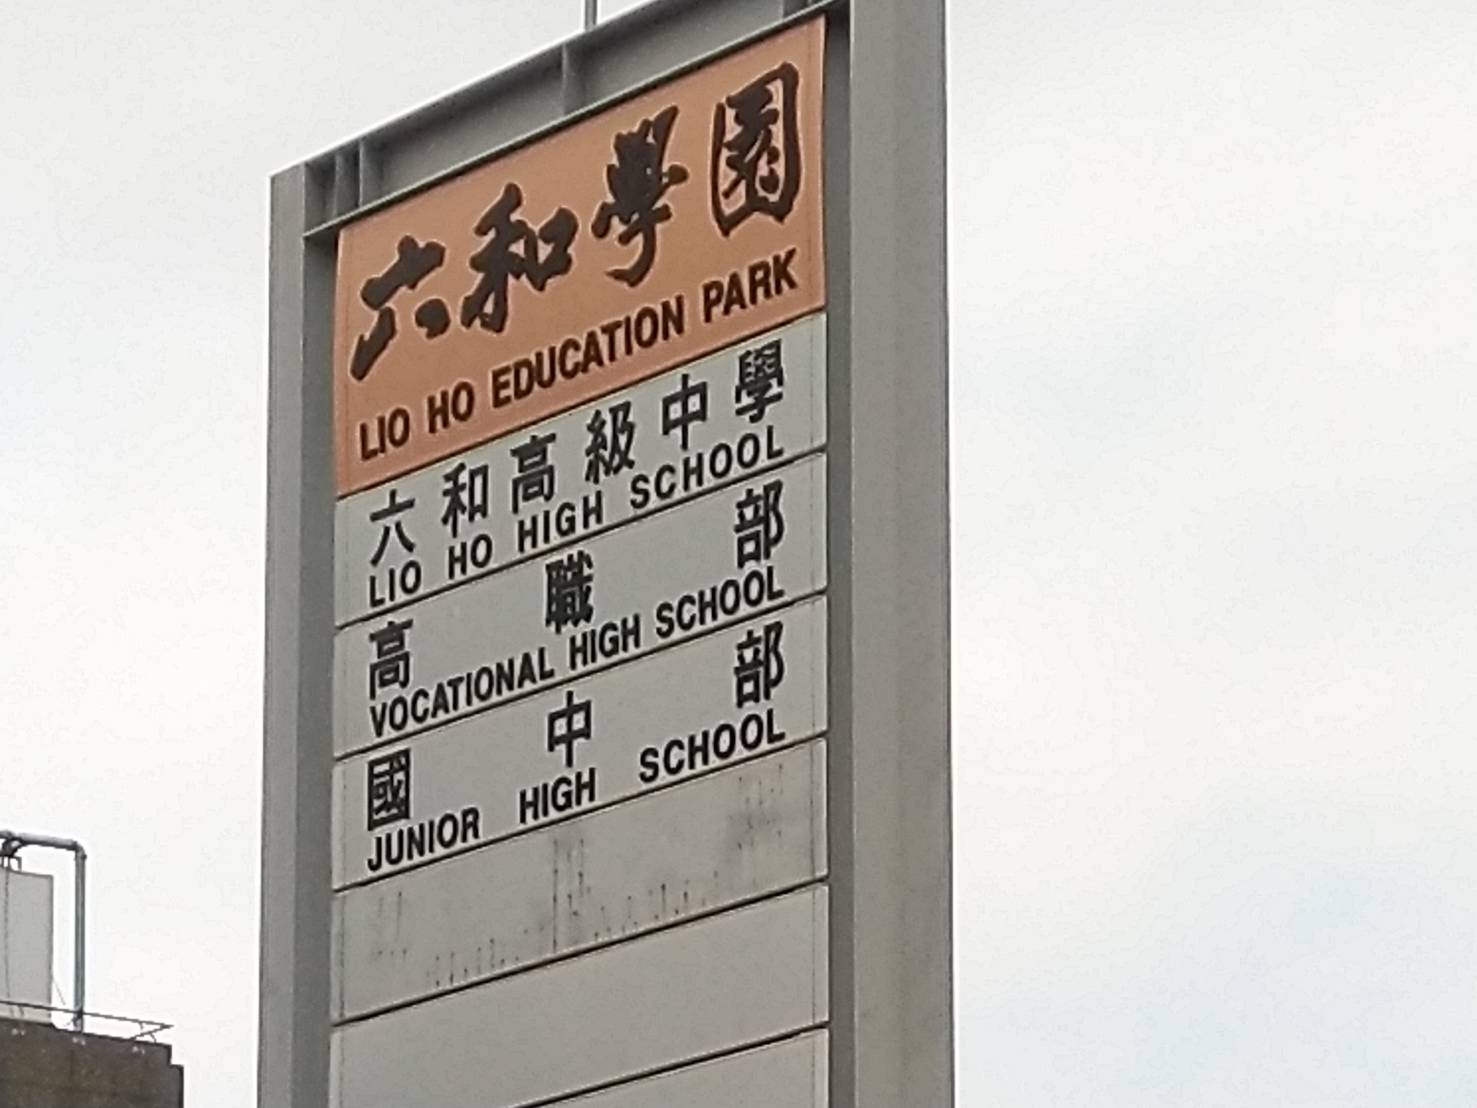 六和學園
LIO HO EDUCATION PARK
六和高級中學
LIO HO HIGH SCHOOL
高職部
VOCATIONAL HIGH SCHOOL
國中部
JUNIOR HIGH SCHOOL